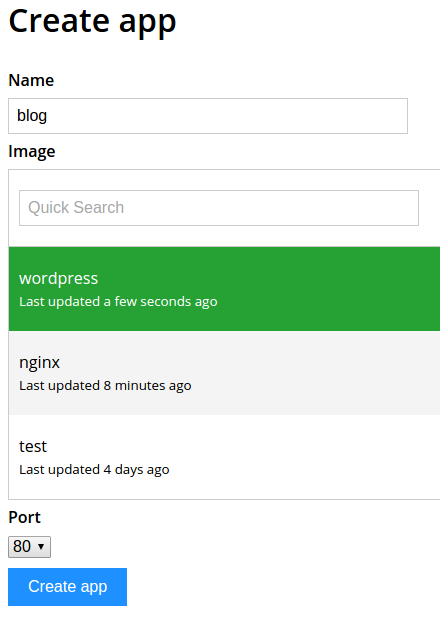 Create app
Name
blog
Image
Quick Search
wordpress
Last updated a few seconds ago
nginx
Last updated 8 minutes ago
test
Last updated 4 days ago
Port
80
Create app